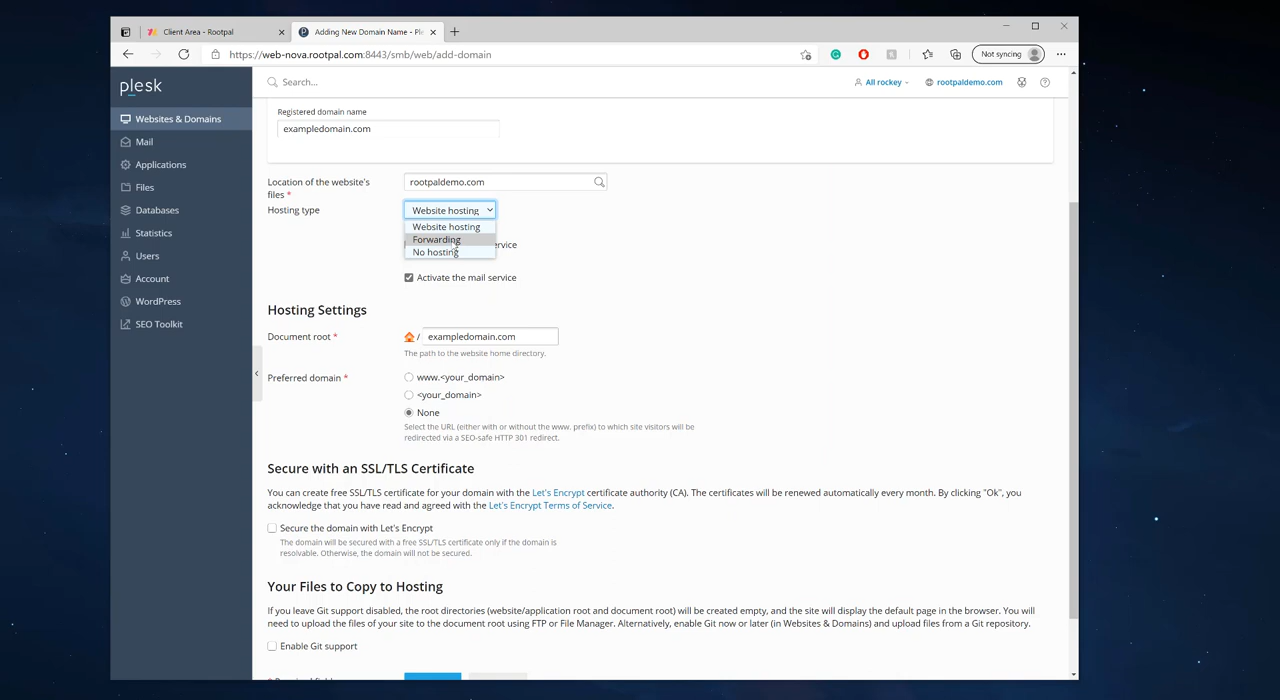 Client Area - Rootpal
Adding New Domain Name - Ple
https://web-nova.rootpal.com:8443/smb/web/add-domain
Not syncing
plesk
Search...
All rockey
rootpaldemo.com
Websites & Domains
Mail
Applications
Files
Databases
Statistics
Users
Account
WordPress
SEO Toolkit
Registered domain name
exampledomain.com
Location of the website's
files *
rootpaldemo.com
Hosting type
Website hosting
Website hosting
Forwarding
No hosting
Activate the mail service
Hosting Settings
Document root *
/ exampledomain.com
The path to the website home directory.
Preferred domain *
www.<your_domain>
<your_domain>
None
Select the URL (either with or without the www. prefix) to which site visitors will be
redirected via a SEO-safe HTTP 301 redirect.
Secure with an SSL/TLS Certificate
You can create free SSL/TLS certificate for your domain with the Let's Encrypt certificate authority (CA). The certificates will be renewed automatically every month. By clicking "Ok", you
acknowledge that you have read and agreed with the Let's Encrypt Terms of Service.
Secure the domain with Let's Encrypt
The domain will be secured with a free SSL/TLS certificate only if the domain is
resolvable. Otherwise, the domain will not be secured.
Your Files to Copy to Hosting
If you leave Git support disabled, the root directories (website/application root and document root) will be created empty, and the site will display the default page in the browser. You will
need to upload the files of your site to the document root using FTP or File Manager. Alternatively, enable Git now or later (in Websites & Domains) and upload files from a Git repository.
Enable Git support